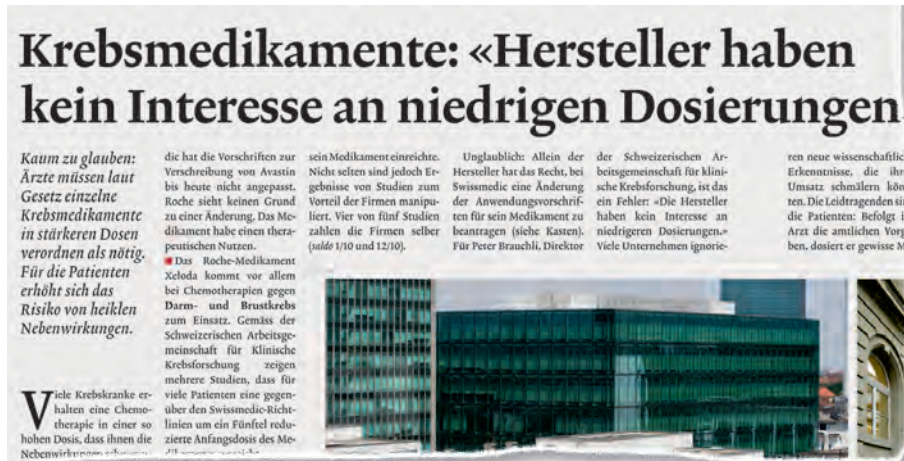 Krebsmedikamente: «Hersteller haben
kein Interesse an niedrigen Dosierungen
Kaum zu glauben:
Ärzte müssen laut
Gesetz einzelne
Krebsmedikamente
in stärkeren Dosen
verordnen als nötig.
Für die Patienten
erhöht sich das
Risiko von heiklen
Nebenwirkungen.
Viele Krebskranke er-
halten eine Chemo-
therapie in einer so
hohen Dosis, dass ihnen die
Nebenwirkungen
dic hat die Vorschriften zur
Verschreibung von Avastin
bis heute nicht angepasst.
Roche sieht keinen Grund
zu einer Änderung. Das Me-
dikament habe einen thera-
peutischen Nutzen.
Das Roche-Medikament
Xeloda kommt vor allem
bei Chemotherapien gegen
Darm- und Brustkrebs
zum Einsatz. Gemäss der
Schweizerischen Arbeitsge-
meinschaft für Klinische
Krebsforschung zeigen
mehrere Studien, dass für
viele Patienten eine gegen-
über den Swissmedic-Richt-
linien um ein Fünftel redu-
zierte Anfangsdosis des Me-
sein Medikament einreichte.
Nicht selten sind jedoch Er-
gebnisse von Studien zum
Vorteil der Firmen manipu-
liert. Vier von fünf Studien
zahlen die Firmen selber
(saldo 1/10 und 12/10).
Unglaublich: Allein der
Hersteller hat das Recht, bei
Swissmedic eine Änderung
der Anwendungsvorschrif-
ten für sein Medikament zu
beantragen (siehe Kasten).
Für Peter Brauchli, Direktor
der Schweizerischen Ar-
beitsgemeinschaft für klini-
sche Krebsforschung, ist das
ein Fehler: «Die Hersteller
haben kein Interesse an
niedrigeren Dosierungen.»
Viele Unternehmen ignorie-
ren neue wissenschaftlic
Erkenntnisse, die ihr
Umsatz schmälern kön
ten. Die Leidtragenden sin
die Patienten: Befolgt i
Arzt die amtlichen Vorg
ben, dosiert er gewisse M